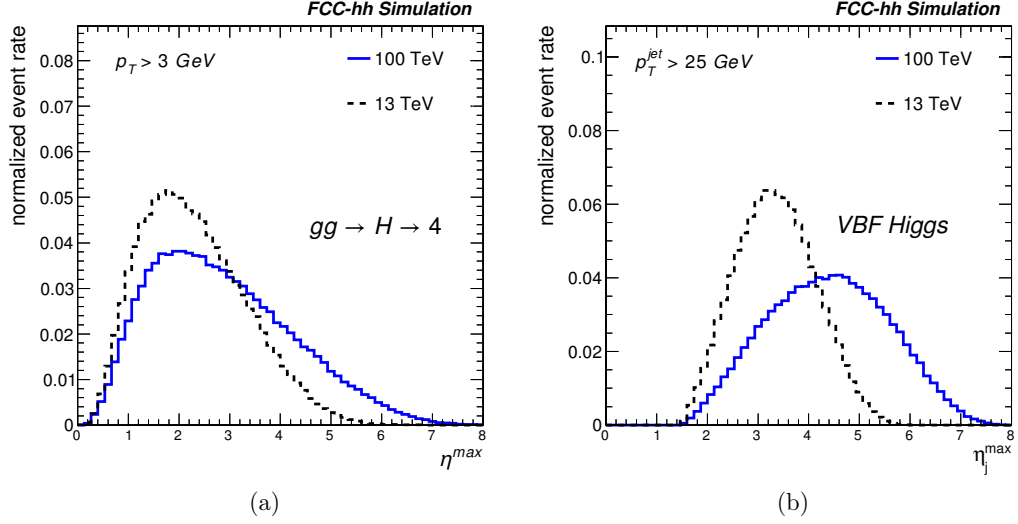 FCC-hh Simulation
normalized event rate
0.08
0.07
0.06
0.05
0.04
0.03
0.02
0.01
0
p_T > 3 GeV
100 TeV
13 TeV
gg → H → 4
0 1 2 3 4 5 6 7 8
η^max
(a)
FCC-hh Simulation
normalized event rate
0.1
0.08
0.06
0.04
0.02
0
p_T^jet > 25 GeV
100 TeV
13 TeV
VBF Higgs
0 1 2 3 4 5 6 7 8
η_j^max
(b)